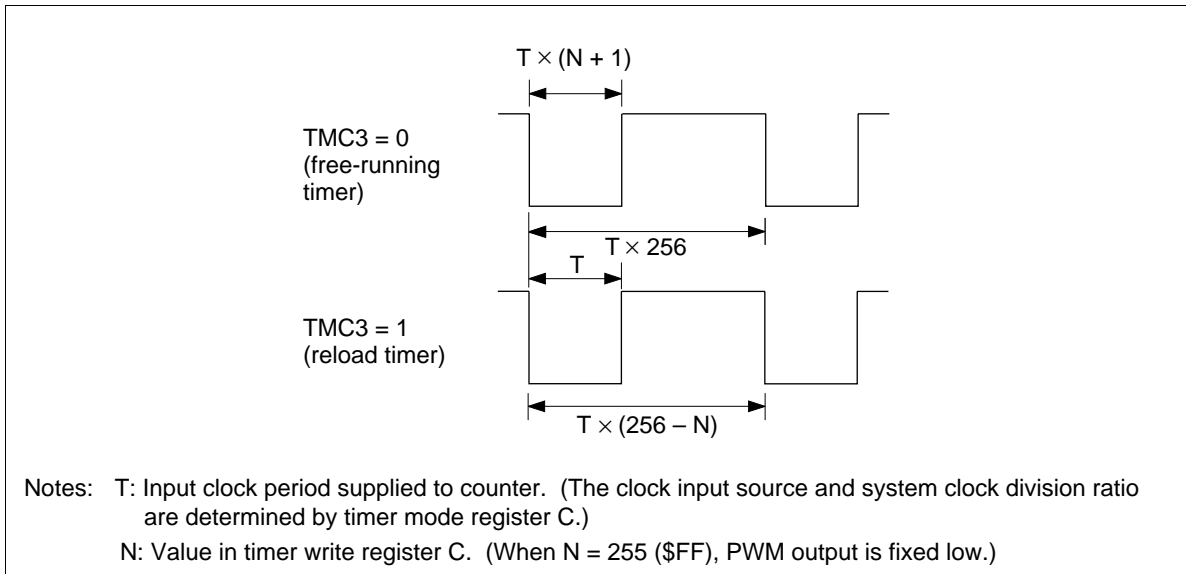 T × (N + 1)
TMC3 = 0
(free-running
timer)
T × 256
T
TMC3 = 1
(reload timer)
T × (256 – N)
Notes: T: Input clock period supplied to counter. (The clock input source and system clock division ratio
are determined by timer mode register C.)
N: Value in timer write register C. (When N = 255 ($FF), PWM output is fixed low.)